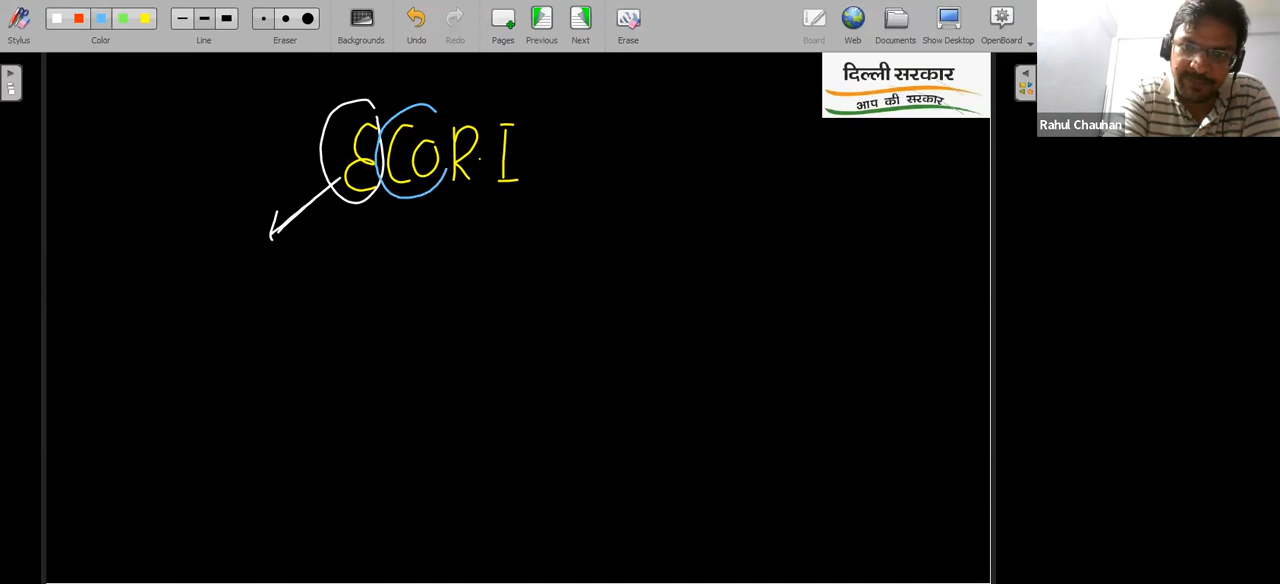 Stylus
Color
Line
Eraser
Backgrounds
Undo
Redo
Pages
Previous
Next
Erase
Board
Web
Documents
Show Desktop
OpenBoard
दिल्ली सरकार
आप की सरकार
Rahul Chauhan
ECOR·I